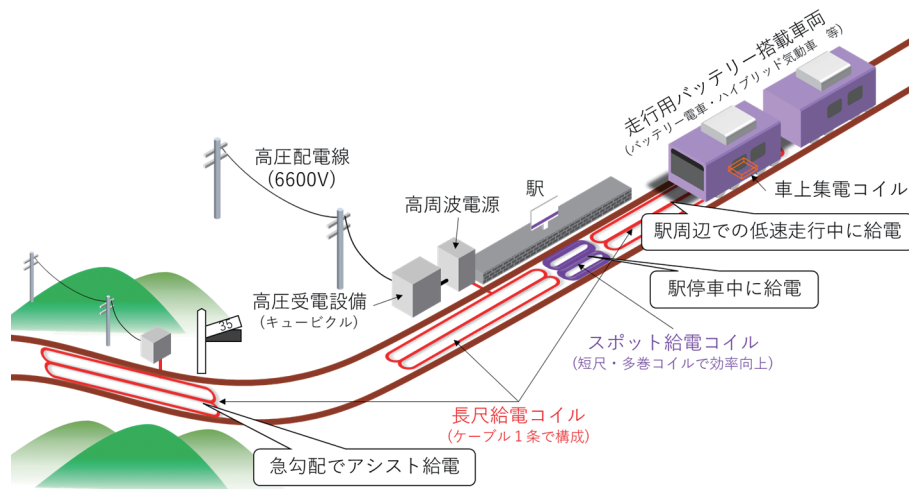 走行用バッテリー搭載車両
(バッテリー電車・ハイブリッド気動車 等)
高圧配電線
(6600V)
駅
車上集電コイル
高周波電源
駅周辺での低速走行中に給電
高圧受電設備
(キュービクル)
駅停車中に給電
35
スポット給電コイル
(短尺・多巻コイルで効率向上)
長尺給電コイル
(ケーブル1条で構成)
急勾配でアシスト給電